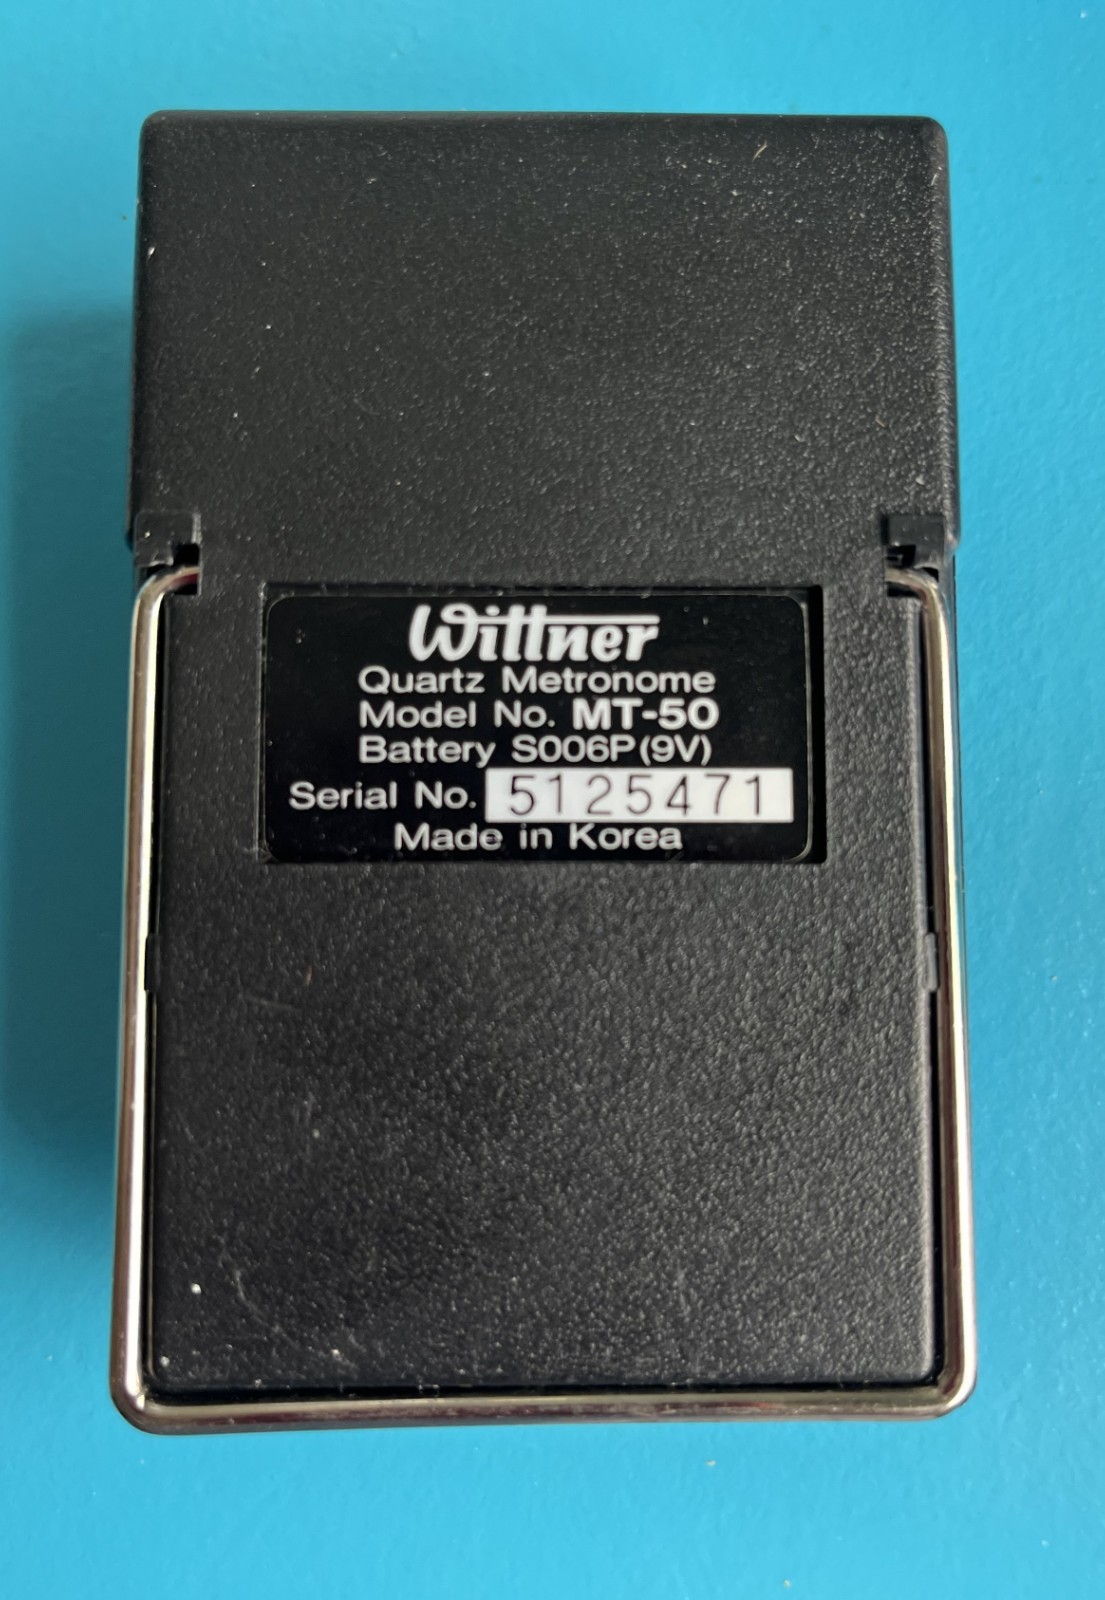 Wittner
Quartz Metronome
Model No. MT-50
Battery S006P(9V)
Serial No. 5125471
Made in Korea